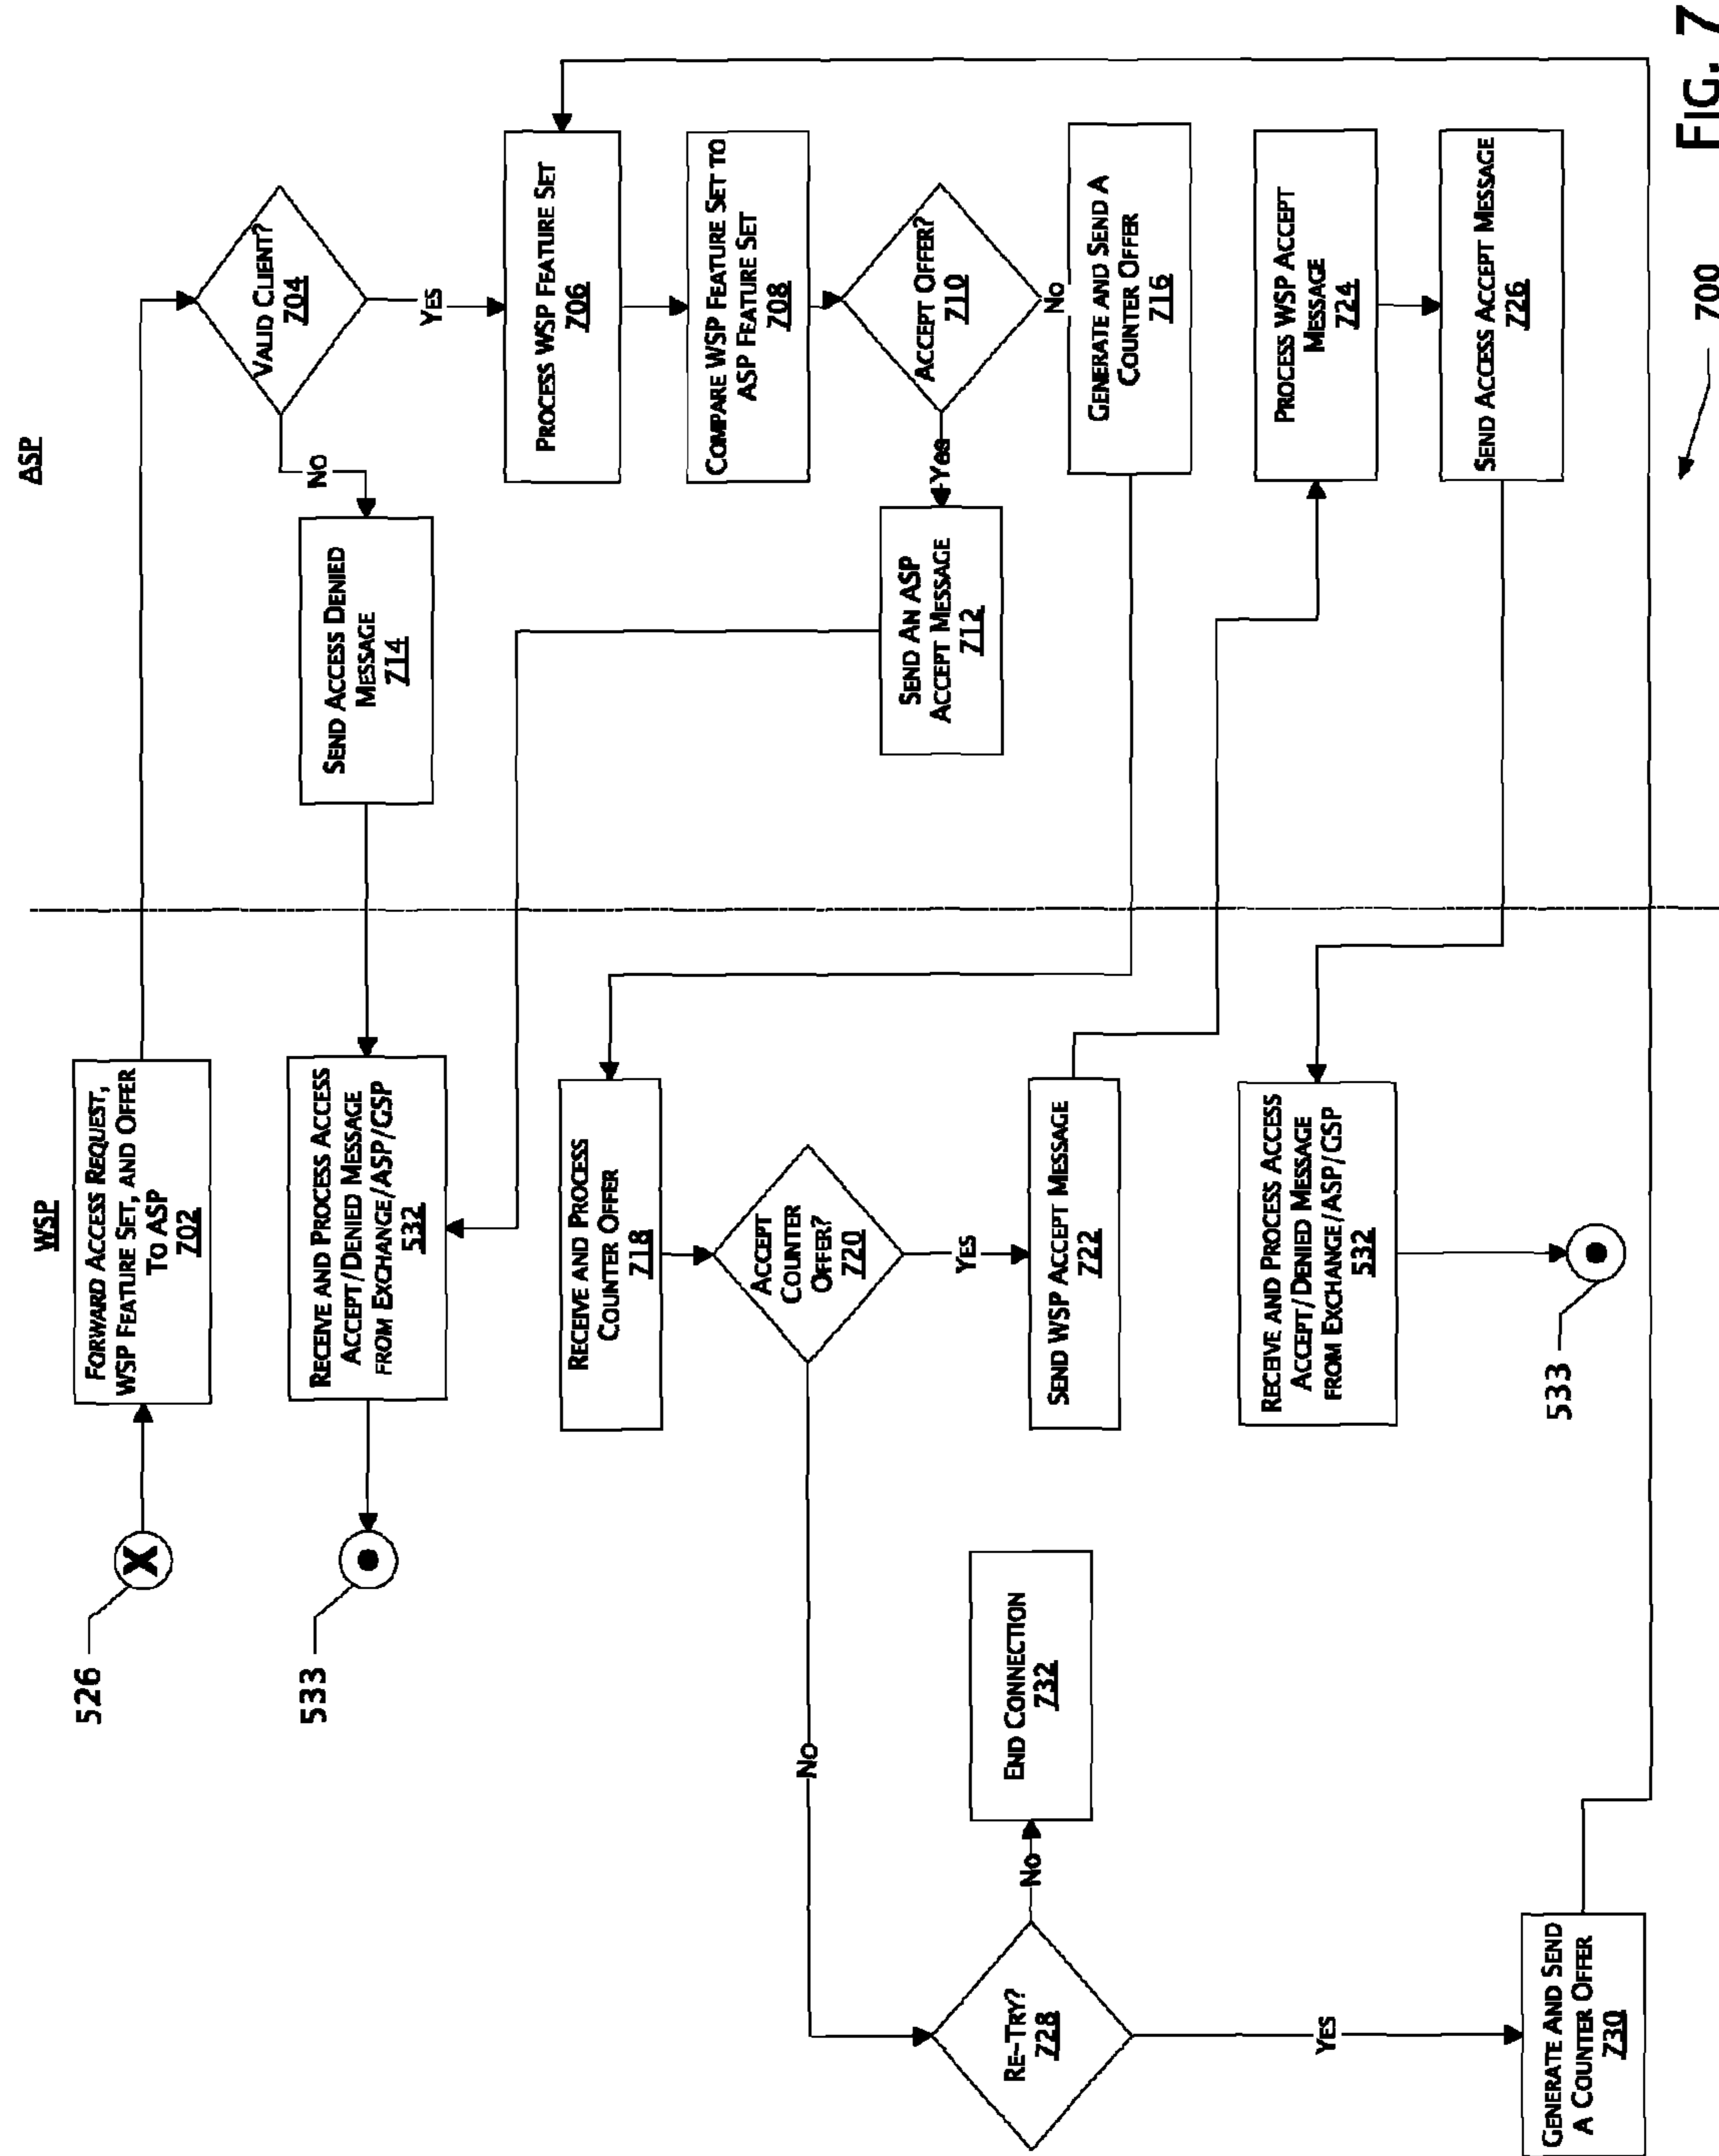 WSP
ASP
526
X
FORWARD ACCESS REQUEST,
WSP FEATURE SET, AND OFFER
TO ASP
702
VALID CLIENT?
704
NO
YES
SEND ACCESS DENIED
MESSAGE
714
533
RECEIVE AND PROCESS ACCESS
ACCEPT/DENIED MESSAGE
FROM EXCHANGE/ASP/GSP
532
PROCESS WSP FEATURE SET
706
COMPARE WSP FEATURE SET TO
ASP FEATURE SET
708
ACCEPT OFFER?
710
Yes
No
SEND AN ASP
ACCEPT MESSAGE
712
GENERATE AND SEND A
COUNTER OFFER
716
RECEIVE AND PROCESS
COUNTER OFFER
718
ACCEPT
COUNTER
OFFER?
720
NO
YES
SEND WSP ACCEPT MESSAGE
722
PROCESS WSP ACCEPT
MESSAGE
724
SEND ACCESS ACCEPT MESSAGE
726
RECEIVE AND PROCESS ACCESS
ACCEPT/DENIED MESSAGE
FROM EXCHANGE/ASP/GSP
532
533
RE-TRY?
728
No
END CONNECTION
732
YES
GENERATE AND SEND
A COUNTER OFFER
730
700
FIG. 7